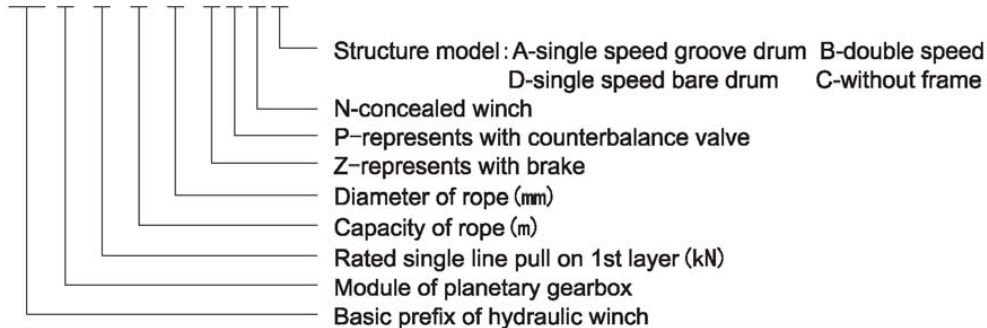 Structure model: A-single speed groove drum B-double speed
D-single speed bare drum C-without frame
N-concealed winch
P-represents with counterbalance valve
Z-represents with brake
Diameter of rope (mm)
Capacity of rope (m)
Rated single line pull on 1st layer (kN)
Module of planetary gearbox
Basic prefix of hydraulic winch